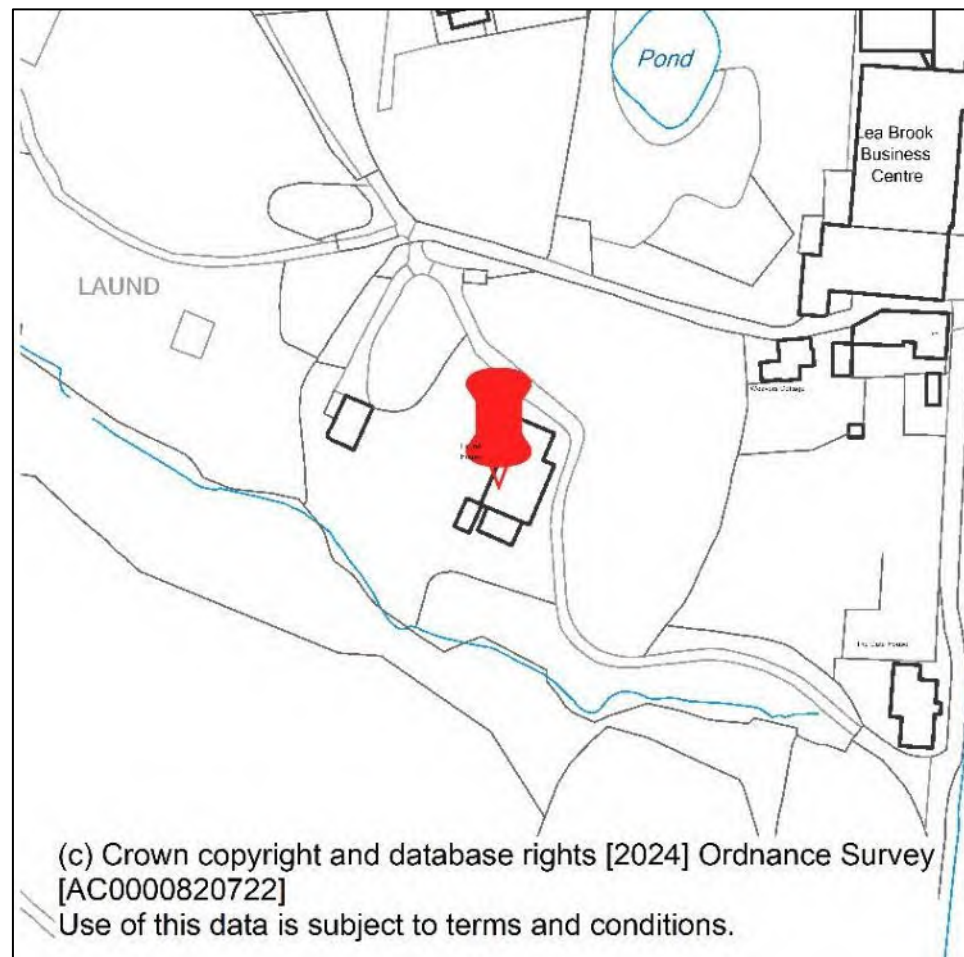 Pond
Lea Brook
Business
Centre
LAUND
Cottage
(c) Crown copyright and database rights [2024] Ordnance Survey
[AC0000820722]
Use of this data is subject to terms and conditions.